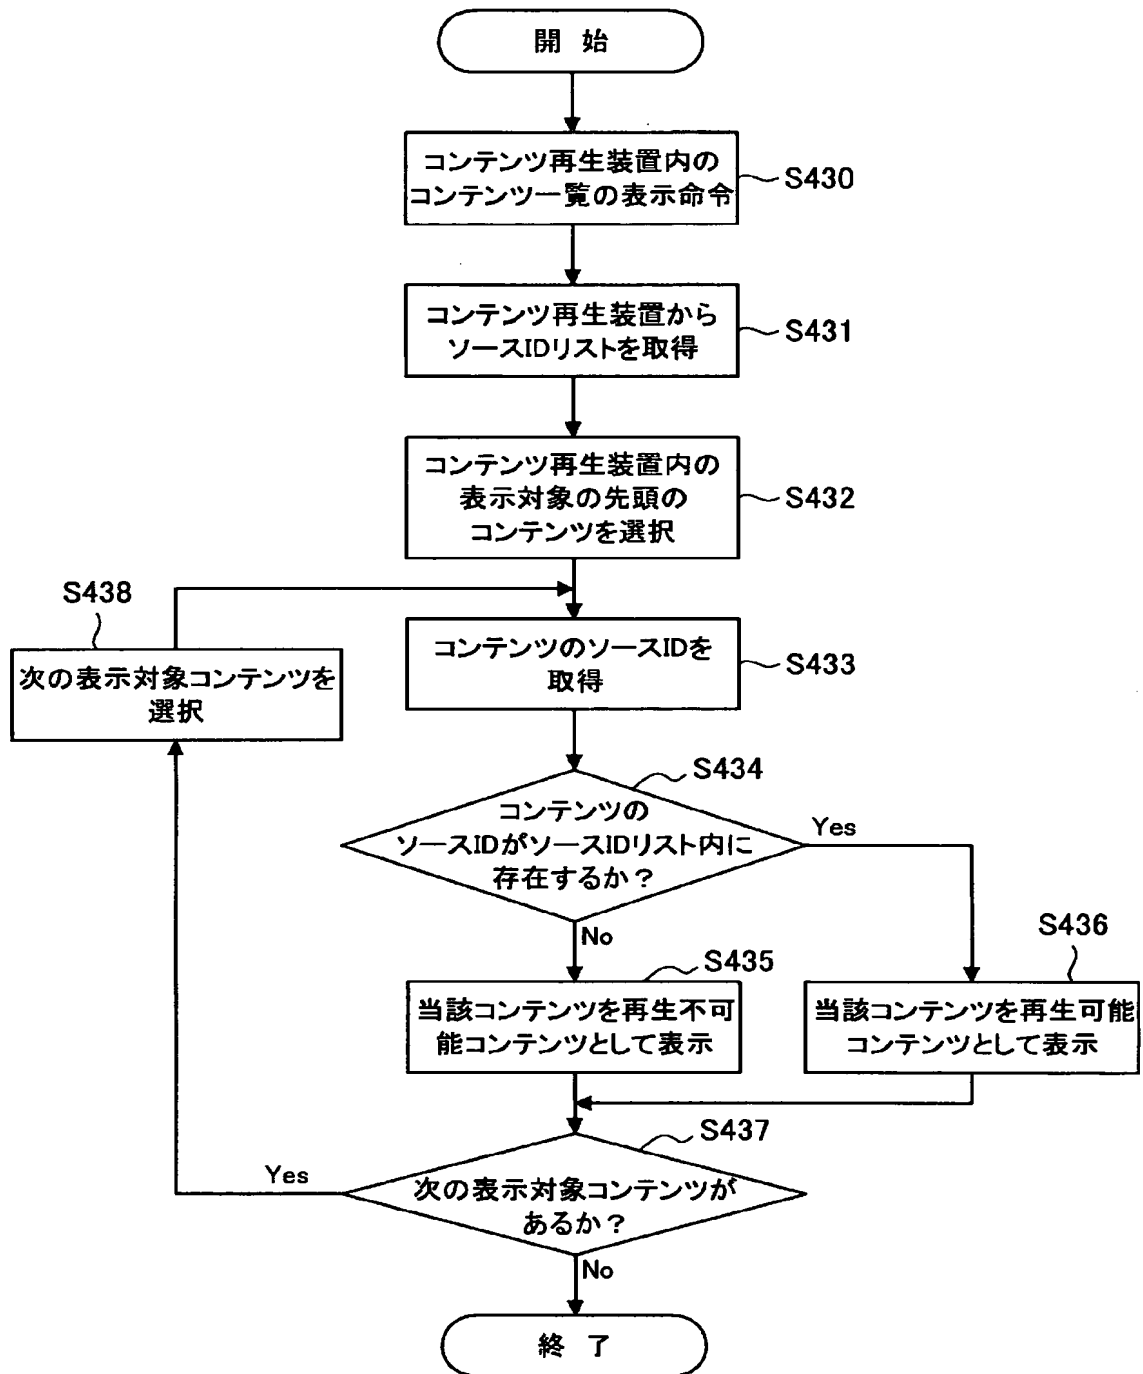 開 始
コンテンツ再生装置内の
コンテンツ一覧の表示命令
S430
コンテンツ再生装置から
ソースIDリストを取得
S431
コンテンツ再生装置内の
表示対象の先頭の
コンテンツを選択
S432
S438
次の表示対象コンテンツを
選択
コンテンツのソースIDを
取得
S433
S434
コンテンツの
ソースIDがソースIDリスト内に
存在するか？
Yes
No
S435
当該コンテンツを再生不可
能コンテンツとして表示
S436
当該コンテンツを再生可能
コンテンツとして表示
S437
Yes
次の表示対象コンテンツが
あるか？
No
終 了